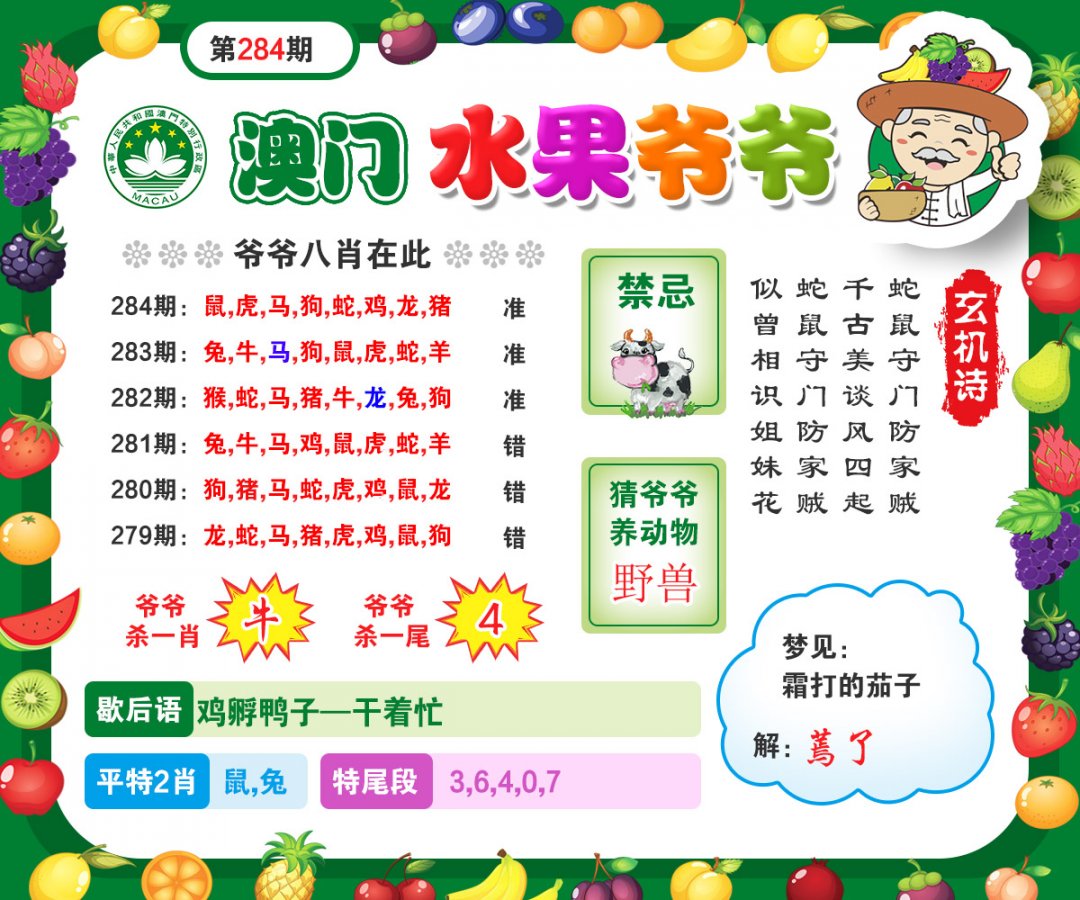 第284期
中華人民共和國澳門特別行政區
MACAU
澳门 水果爷爷
爷爷八肖在此
284期：鼠,虎,马,狗,蛇,鸡,龙,猪 准
283期：兔,牛,马,狗,鼠,虎,蛇,羊 准
282期：猴,蛇,马,猪,牛,龙,兔,狗 准
281期：兔,牛,马,鸡,鼠,虎,蛇,羊 错
280期：狗,猪,马,蛇,虎,鸡,鼠,龙 错
279期：龙,蛇,马,猪,虎,鸡,鼠,狗 错
爷爷
杀一肖
牛
爷爷
杀一尾
4
禁忌
猜爷爷
养动物
野兽
玄机诗
蛇鼠守门防家贼
千古美谈风四起
蛇鼠守门防家贼
似曾相识姐妹花
歇后语 鸡孵鸭子—干着忙
平特2肖 鼠,兔
特尾段 3,6,4,0,7
梦见：
霜打的茄子
解：蔫了